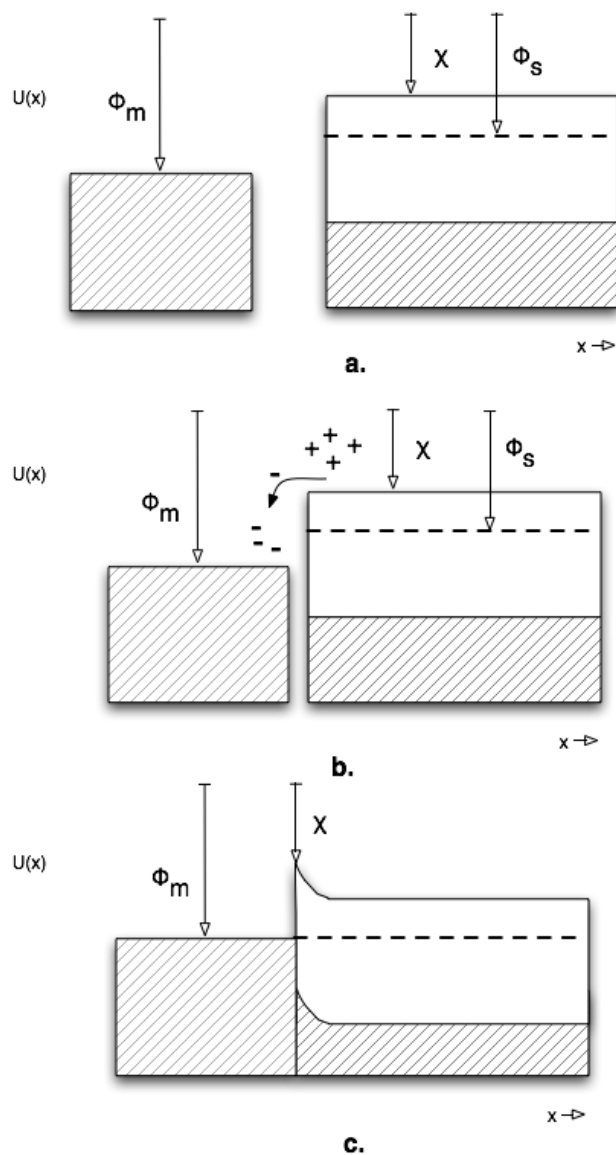 Φm
U(x)
χ
Φs
x
a.
U(x)
Φm
+ + + +
-
- - -
χ
Φs
x
b.
U(x)
Φm
χ
x
c.